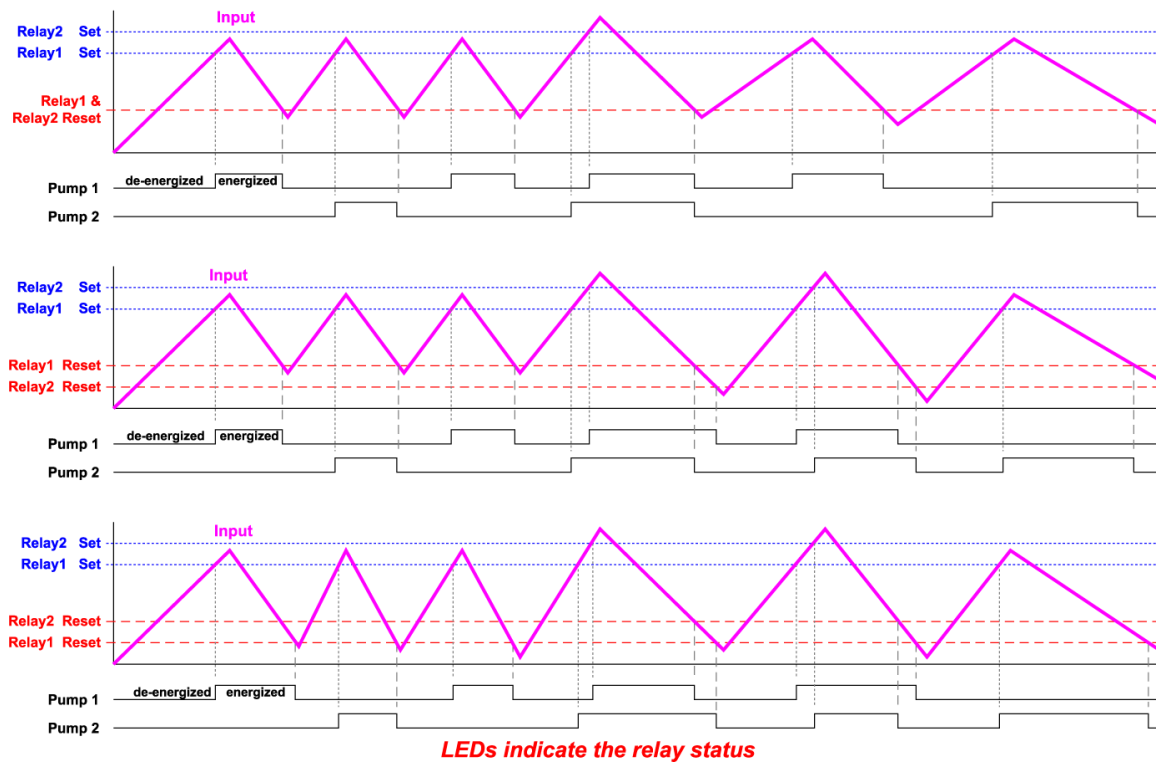 Input
Relay2 Set
Relay1 Set
Relay1 &
Relay2 Reset
de-energized energized
Pump 1
Pump 2
Input
Relay2 Set
Relay1 Set
Relay1 Reset
Relay2 Reset
de-energized energized
Pump 1
Pump 2
Input
Relay2 Set
Relay1 Set
Relay2 Reset
Relay1 Reset
de-energized energized
Pump 1
Pump 2
LEDs indicate the relay status